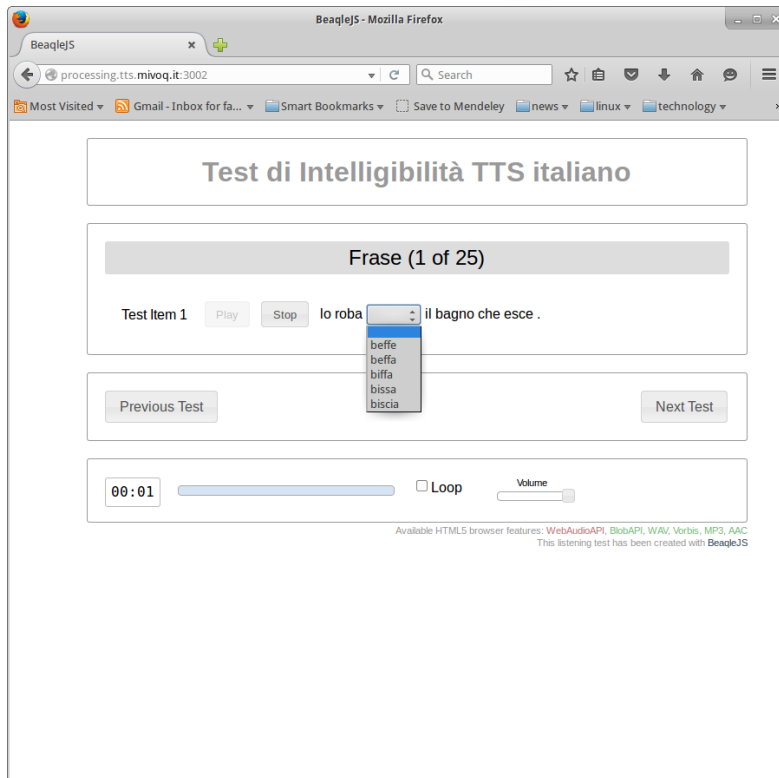 BeaqleJS - Mozilla Firefox
BeaqleJS
processing.tts.mivoq.it:3002
Search
Most Visited
Gmail - Inbox for fa...
Smart Bookmarks
Save to Mendeley
news
linux
technology
Test di Intelligibilità TTS italiano
Frase (1 of 25)
Test Item 1 Play Stop lo roba il bagno che esce .
beffe
beffa
biffa
bissa
biscia
Previous Test Next Test
00:01 Loop Volume
Available HTML5 browser features: WebAudioAPI, BlobAPI, WAV, Vorbis, MP3, AAC
This listening test has been created with BeaqleJS